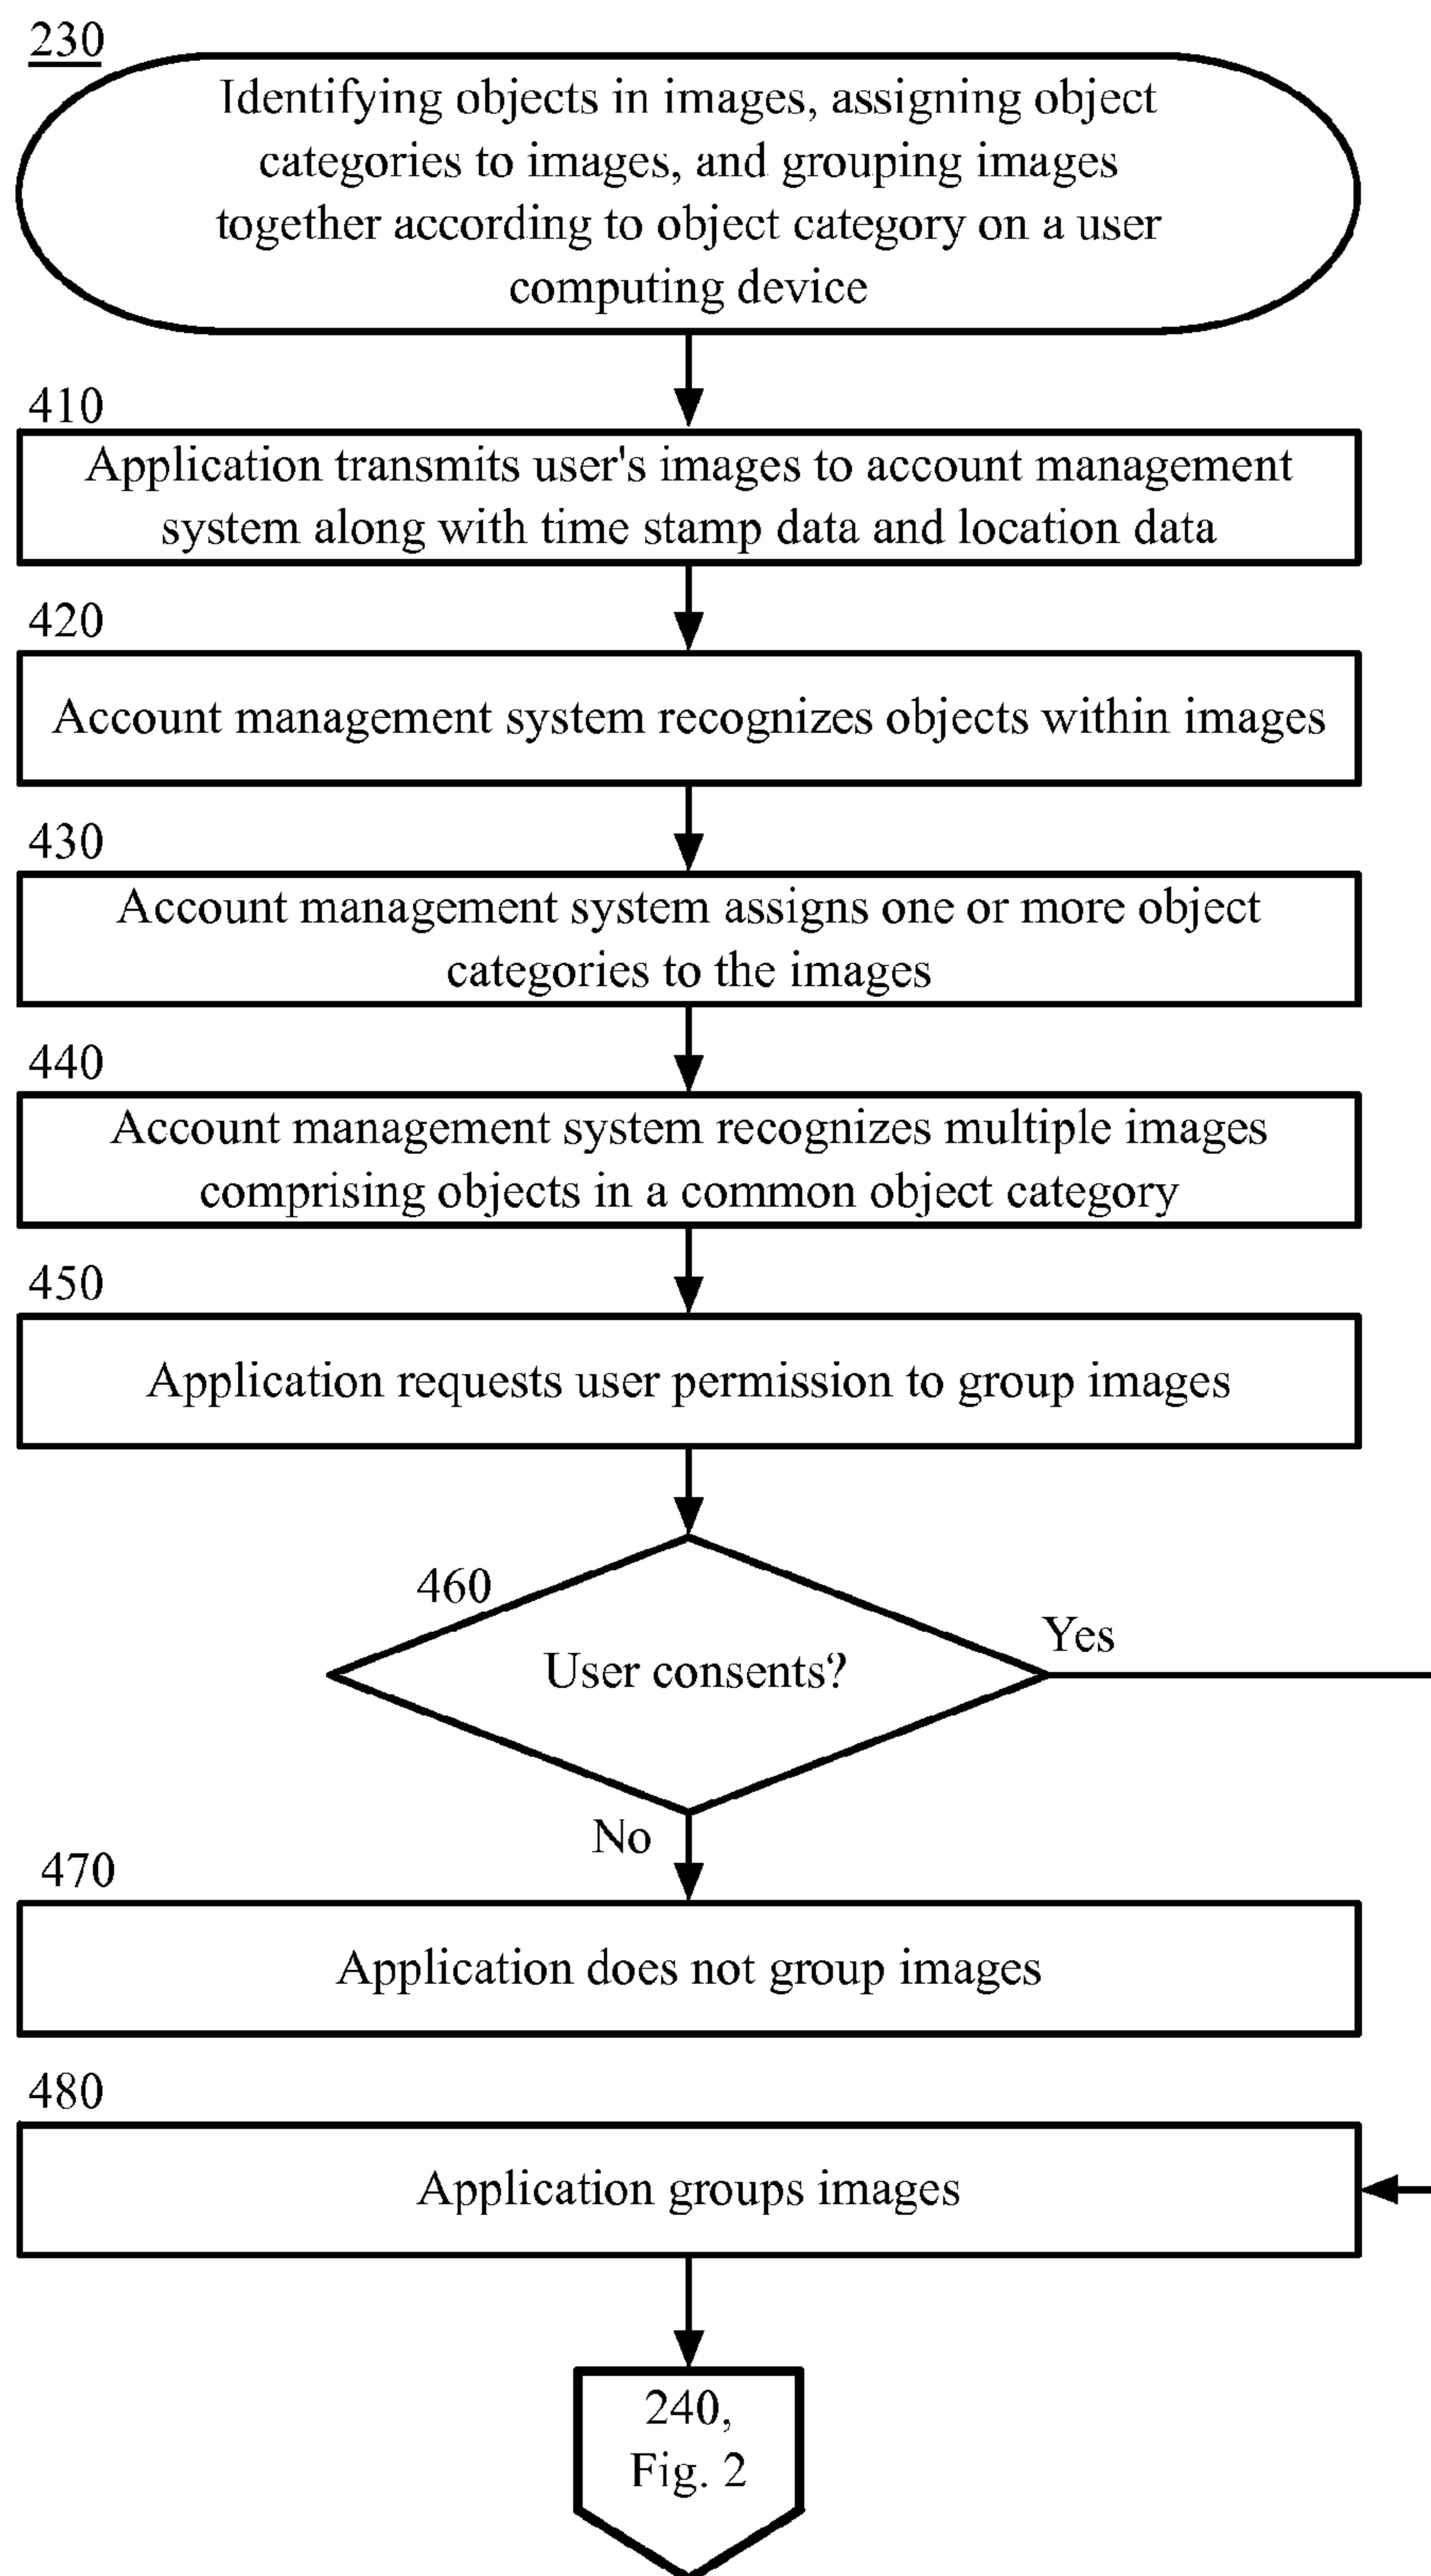 230
Identifying objects in images, assigning object
categories to images, and grouping images
together according to object category on a user
computing device
410
Application transmits user's images to account management
system along with time stamp data and location data
420
Account management system recognizes objects within images
430
Account management system assigns one or more object
categories to the images
440
Account management system recognizes multiple images
comprising objects in a common object category
450
Application requests user permission to group images
460
User consents?
Yes
No
470
Application does not group images
480
Application groups images
240,
Fig. 2